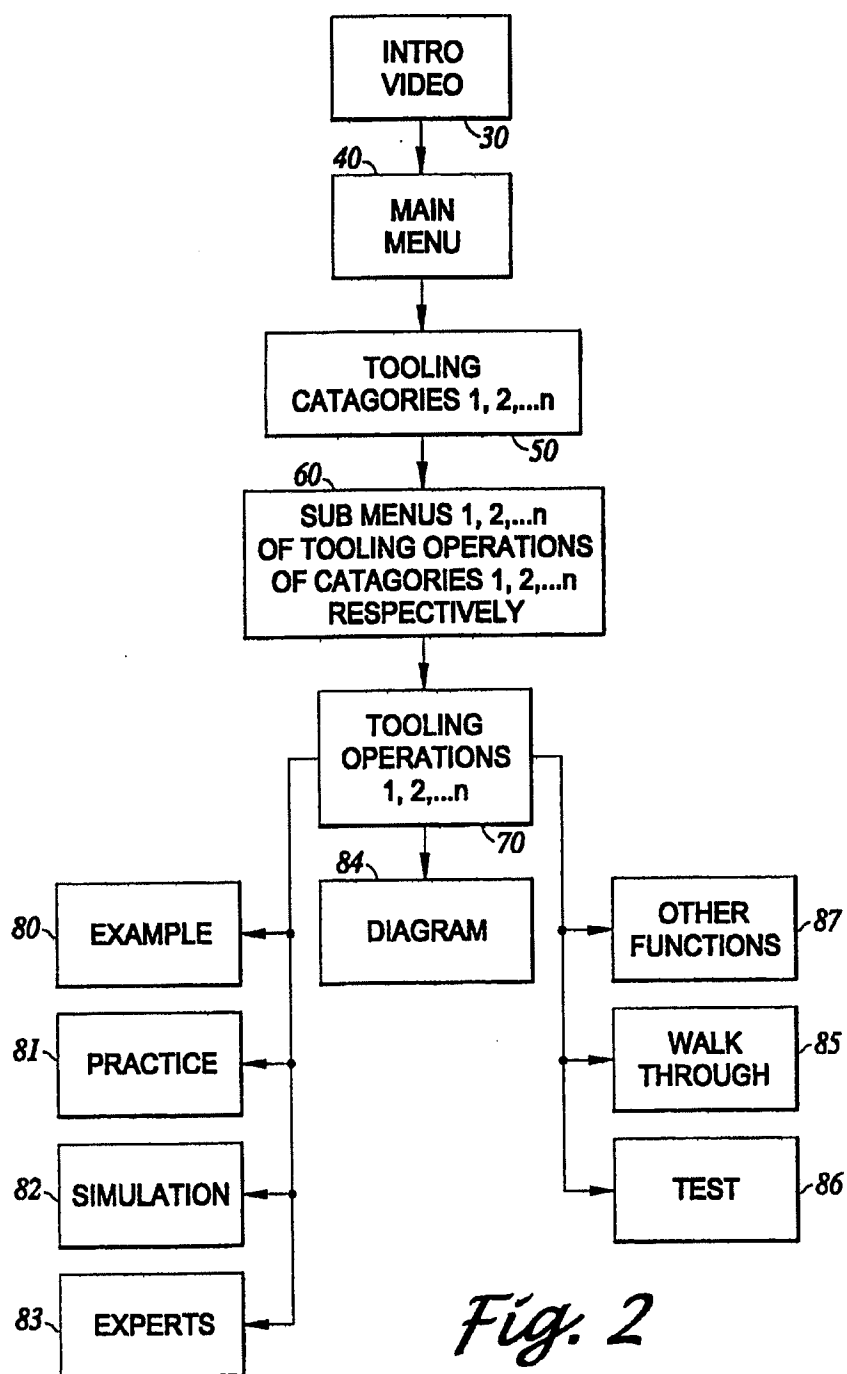 INTRO
VIDEO
30
40
MAIN
MENU
TOOLING
CATAGORIES 1, 2,...n
50
60
SUB MENUS 1, 2,...n
OF TOOLING OPERATIONS
OF CATAGORIES 1, 2,...n
RESPECTIVELY
TOOLING
OPERATIONS
1, 2,...n
70
84
DIAGRAM
80
EXAMPLE
81
PRACTICE
82
SIMULATION
83
EXPERTS
OTHER
FUNCTIONS
87
WALK
THROUGH
85
TEST
86
Fig. 2